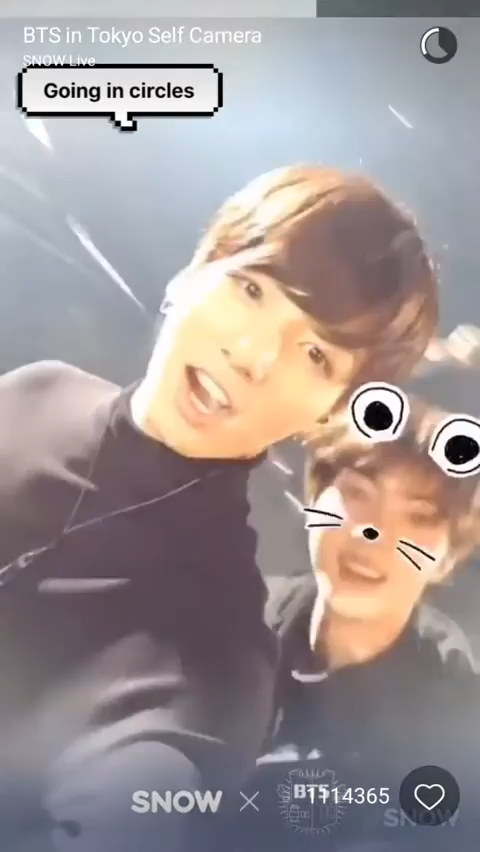 BTS in Tokyo Self Camera
SNOW Live
Going in circles
SNOW × BTS
1114365
SNOW